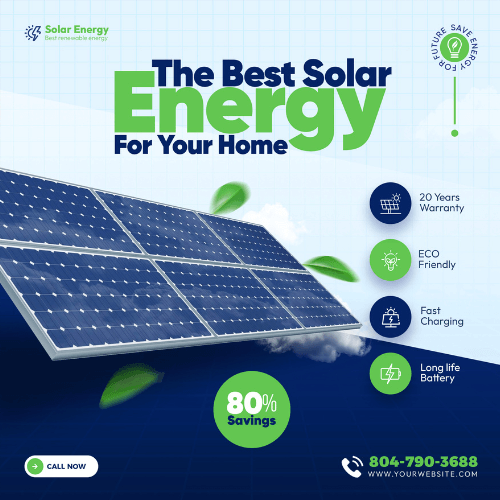 Solar Energy
Best renewable energy
SAVE ENERGY FOR FUTURE
The Best Solar
Energy
For Your Home
20 Years
Warranty
ECO
Friendly
Fast
Charging
Long life
Battery
80%
Savings
CALL NOW
804-790-3688
WWW.YOURWEBSITE.COM